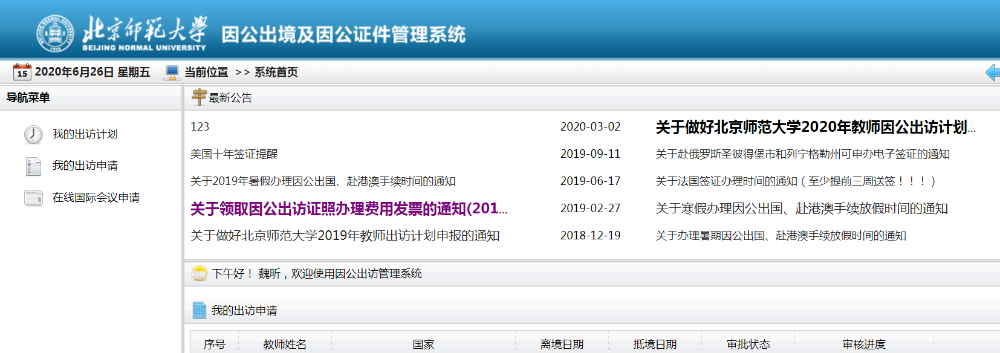 北京师范大学
BEIJING NORMAL UNIVERSITY
1902
因公出境及因公证件管理系统
15 2020年6月26日 星期五 当前位置 >> 系统首页
导航菜单
我的出访计划
我的出访申请
在线国际会议申请
最新公告
123 2020-03-02 关于做好北京师范大学2020年教师因公出访计划...
美国十年签证提醒 2019-09-11 关于赴俄罗斯圣彼得堡市和列宁格勒州可申办电子签证的通知
关于2019年暑假办理因公出国、赴港澳手续时间的通知 2019-06-17 关于法国签证办理时间的通知（至少提前三周送签！！！）
关于领取因公出访证照办理费用发票的通知(201... 2019-02-27 关于寒假办理因公出国、赴港澳手续放假时间的通知
关于做好北京师范大学2019年教师出访计划申报的通知 2018-12-19 关于办理暑期因公出国、赴港澳手续放假时间的通知
下午好！ 魏昕，欢迎使用因公出访管理系统
我的出访申请
序号 教师姓名 国家 离境日期 抵境日期 审批状态 审核进度